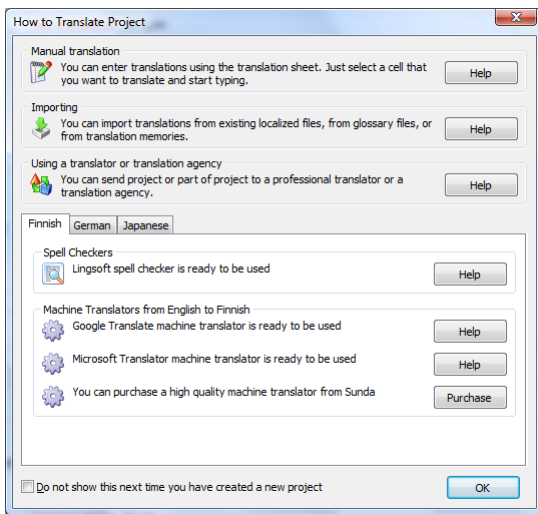 How to Translate Project
Manual translation
You can enter translations using the translation sheet. Just select a cell that
you want to translate and start typing.
Help
Importing
You can import translations from existing localized files, from glossary files, or
from translation memories.
Help
Using a translator or translation agency
You can send project or part of project to a professional translator or a
translation agency.
Help
Finnish German Japanese
Spell Checkers
Lingsoft spell checker is ready to be used
Help
Machine Translators from English to Finnish
Google Translate machine translator is ready to be used
Help
Microsoft Translator machine translator is ready to be used
Help
You can purchase a high quality machine translator from Sunda
Purchase
Do not show this next time you have created a new project
OK